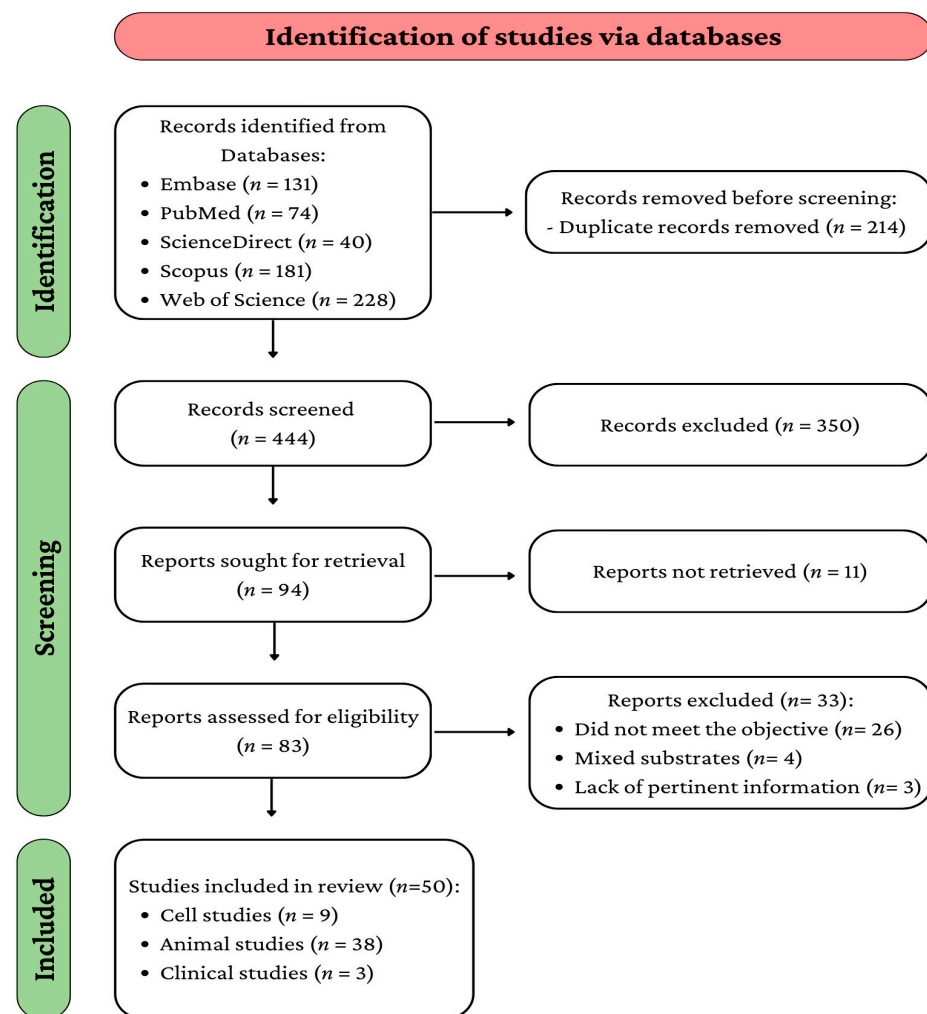 Identification of studies via databases
Identification
Records identified from
Databases:
• Embase (n = 131)
• PubMed (n = 74)
• ScienceDirect (n = 40)
• Scopus (n = 181)
• Web of Science (n = 228)
Records removed before screening:
- Duplicate records removed (n = 214)
Screening
Records screened
(n = 444)
Records excluded (n = 350)
Reports sought for retrieval
(n = 94)
Reports not retrieved (n = 11)
Reports assessed for eligibility
(n = 83)
Reports excluded (n= 33):
• Did not meet the objective (n= 26)
• Mixed substrates (n= 4)
• Lack of pertinent information (n= 3)
Included
Studies included in review (n=50):
• Cell studies (n = 9)
• Animal studies (n = 38)
• Clinical studies (n = 3)